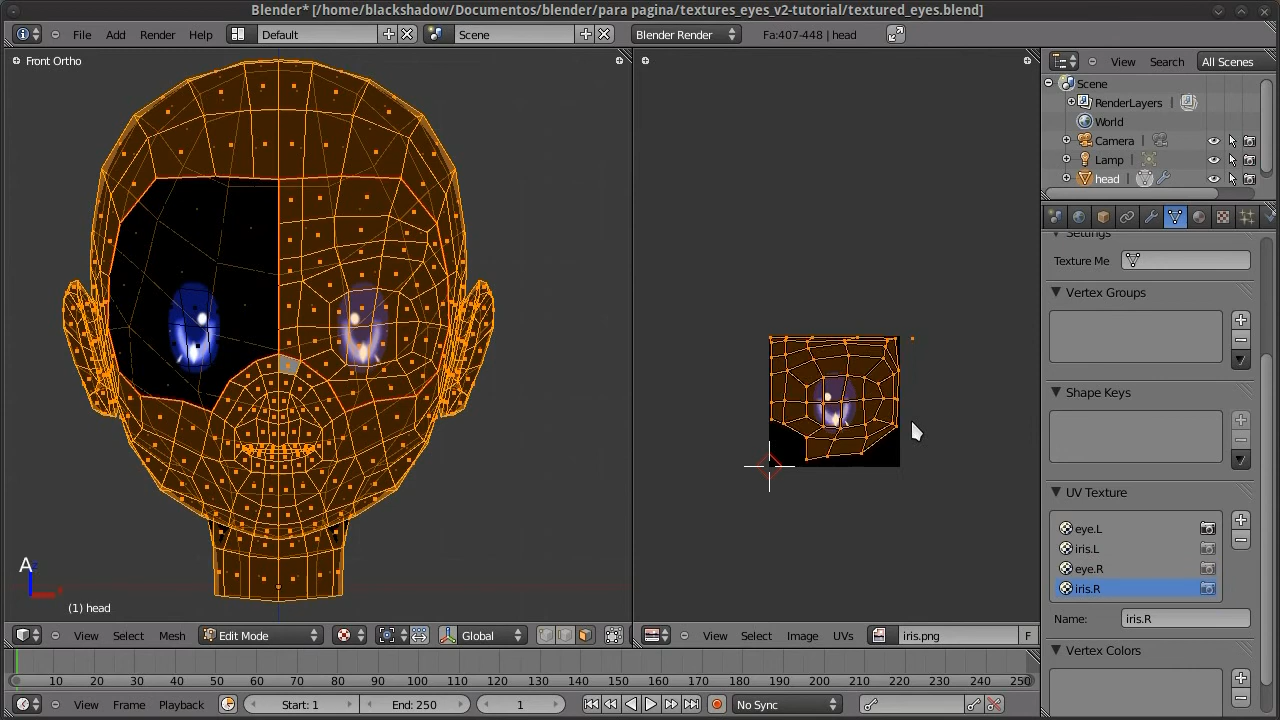 Blender* [/home/blackshadow/Documentos/blender/para pagina/textures_eyes_v2-tutorial/textured_eyes.blend]
File Add Render Help Default Scene Blender Render Fa:407-448 | head
Front Ortho
View Search All Scenes
Scene
RenderLayers |
World
Camera |
Lamp |
head |
Settings
Texture Me
Vertex Groups
Shape Keys
UV Texture
eye.L
iris.L
eye.R
iris.R
Name: iris.R
Vertex Colors
A
(1) head
View Select Mesh Edit Mode Global
View Select Image UVs iris.png F
10 20 30 40 50 60 70 80 90 100 110 120 130 140 150 160 170 180 190 200 210 220 230 240 250
View Frame Playback Start: 1 End: 250 1 No Sync